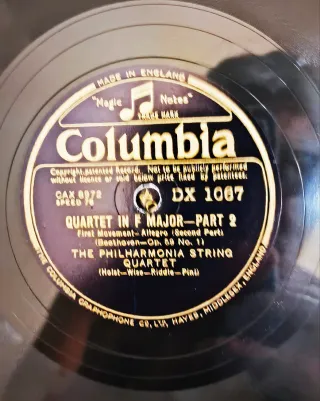 MADE IN ENGLAND
"Magic Notes"
TRADE MARK
Columbia
Copyright, patented Record. Not to be publicly performed
without licence or sold below price fixed by patentees.
CAX 8972
SPEED 78
DX 1067
QUARTET IN F MAJOR—PART 2
First Movement—Allegro (Second Part)
(Beethoven—Op. 59 No. 1)
THE PHILHARMONIA STRING
QUARTET
(Holst—Wise—Riddle—Pini)
THE COLUMBIA GRAPHOPHONE CO., LTD, HAYES, MIDDLESEX, ENGLAND